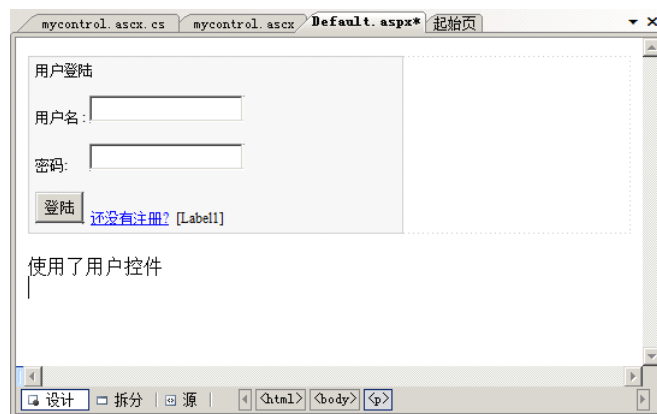 mycontrol.ascx.cs mycontrol.ascx Default.aspx* 起始页
用户登陆
用户名:
密码:
登陆 还没有注册? [Label1]
使用了用户控件
设计 拆分 源 <html> <body> <p>